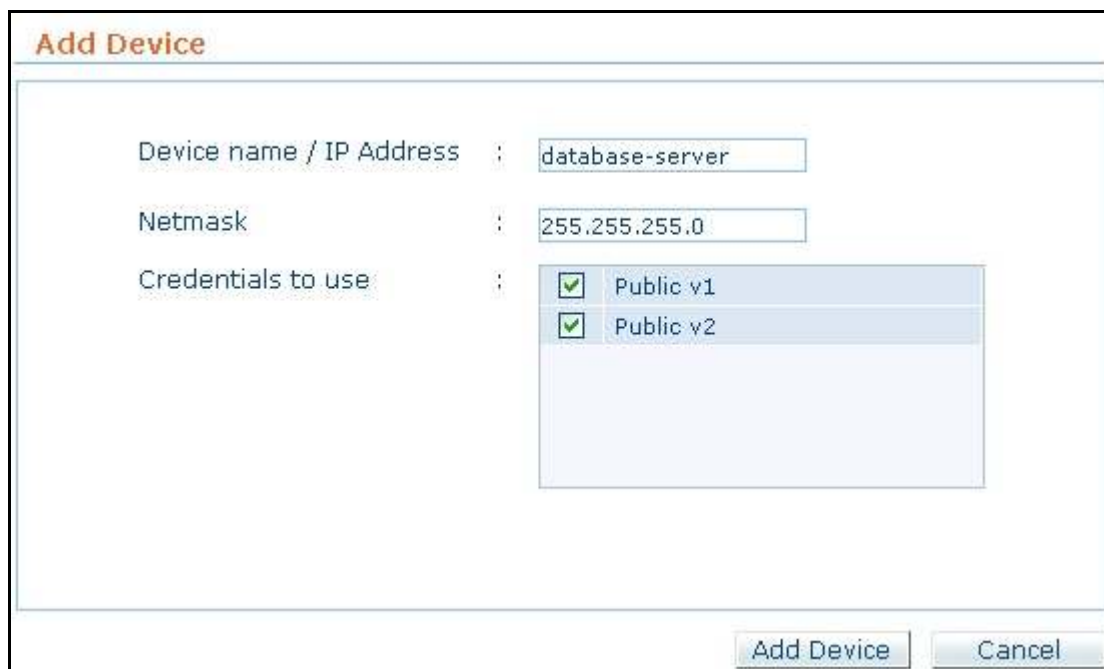 Add Device
Device name / IP Address : database-server
Netmask : 255.255.255.0
Credentials to use :
Public v1
Public v2
Add Device Cancel